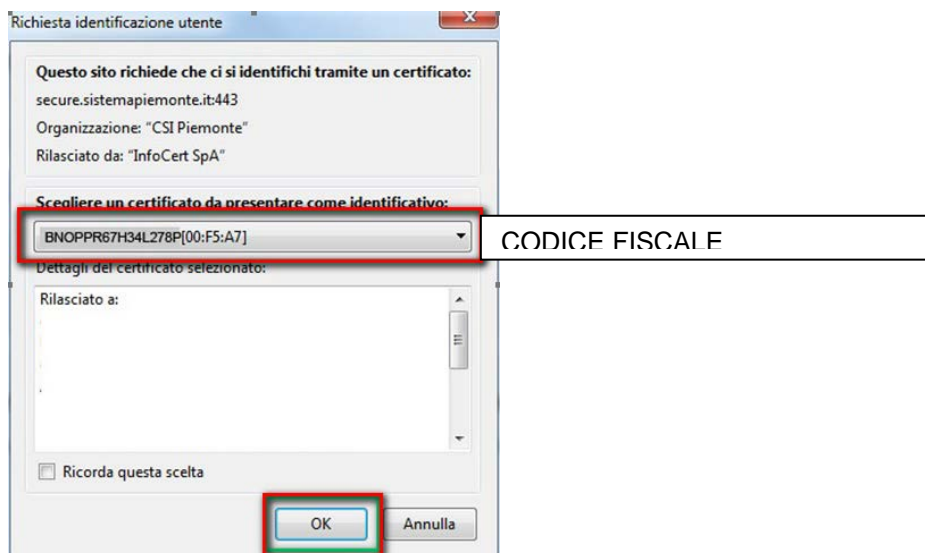 Richiesta identificazione utente
X
Questo sito richiede che ci si identifichi tramite un certificato:
secure.sistemapiemonte.it:443
Organizzazione: "CSI Piemonte"
Rilasciato da: "InfoCert SpA"
Scegliere un certificato da presentare come identificativo:
BNOPPR67H34L278P[00:F5:A7]
CODICE FISCALE
Dettagli del certificato selezionato:
Rilasciato a:
Ricorda questa scelta
OK
Annulla